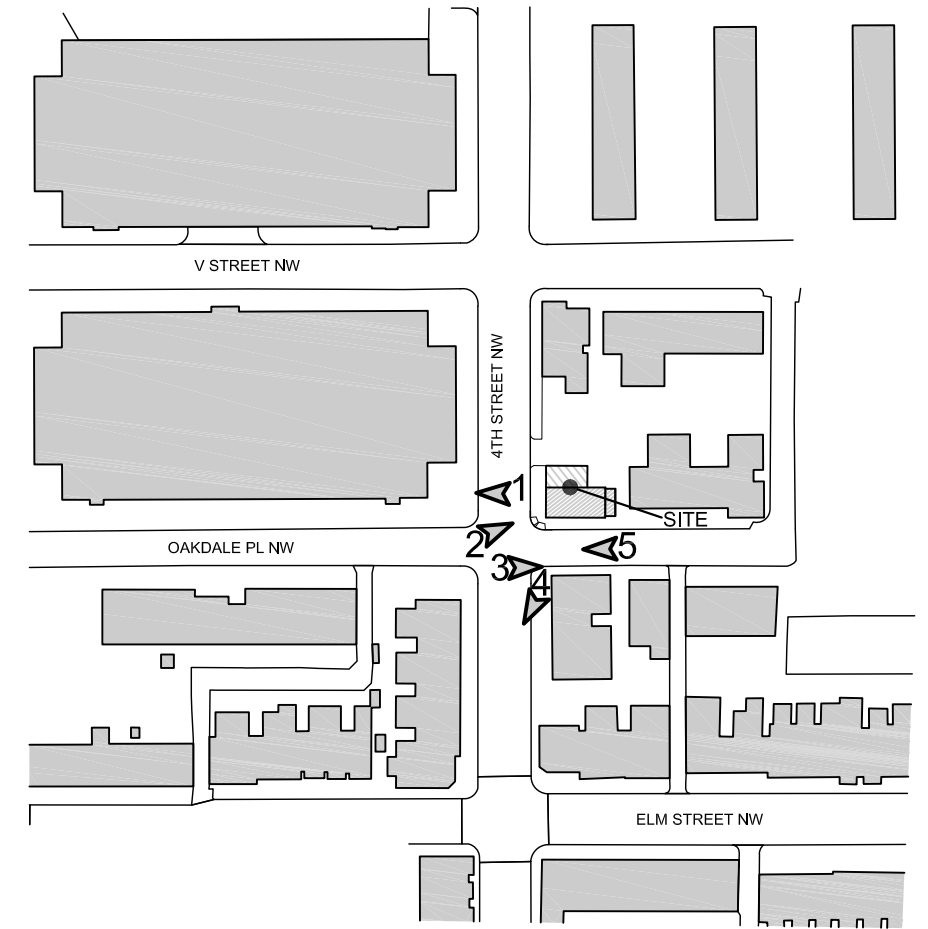 V STREET NW
4TH STREET NW
1
SITE
2
OAKDALE PL NW
5
3
4
ELM STREET NW